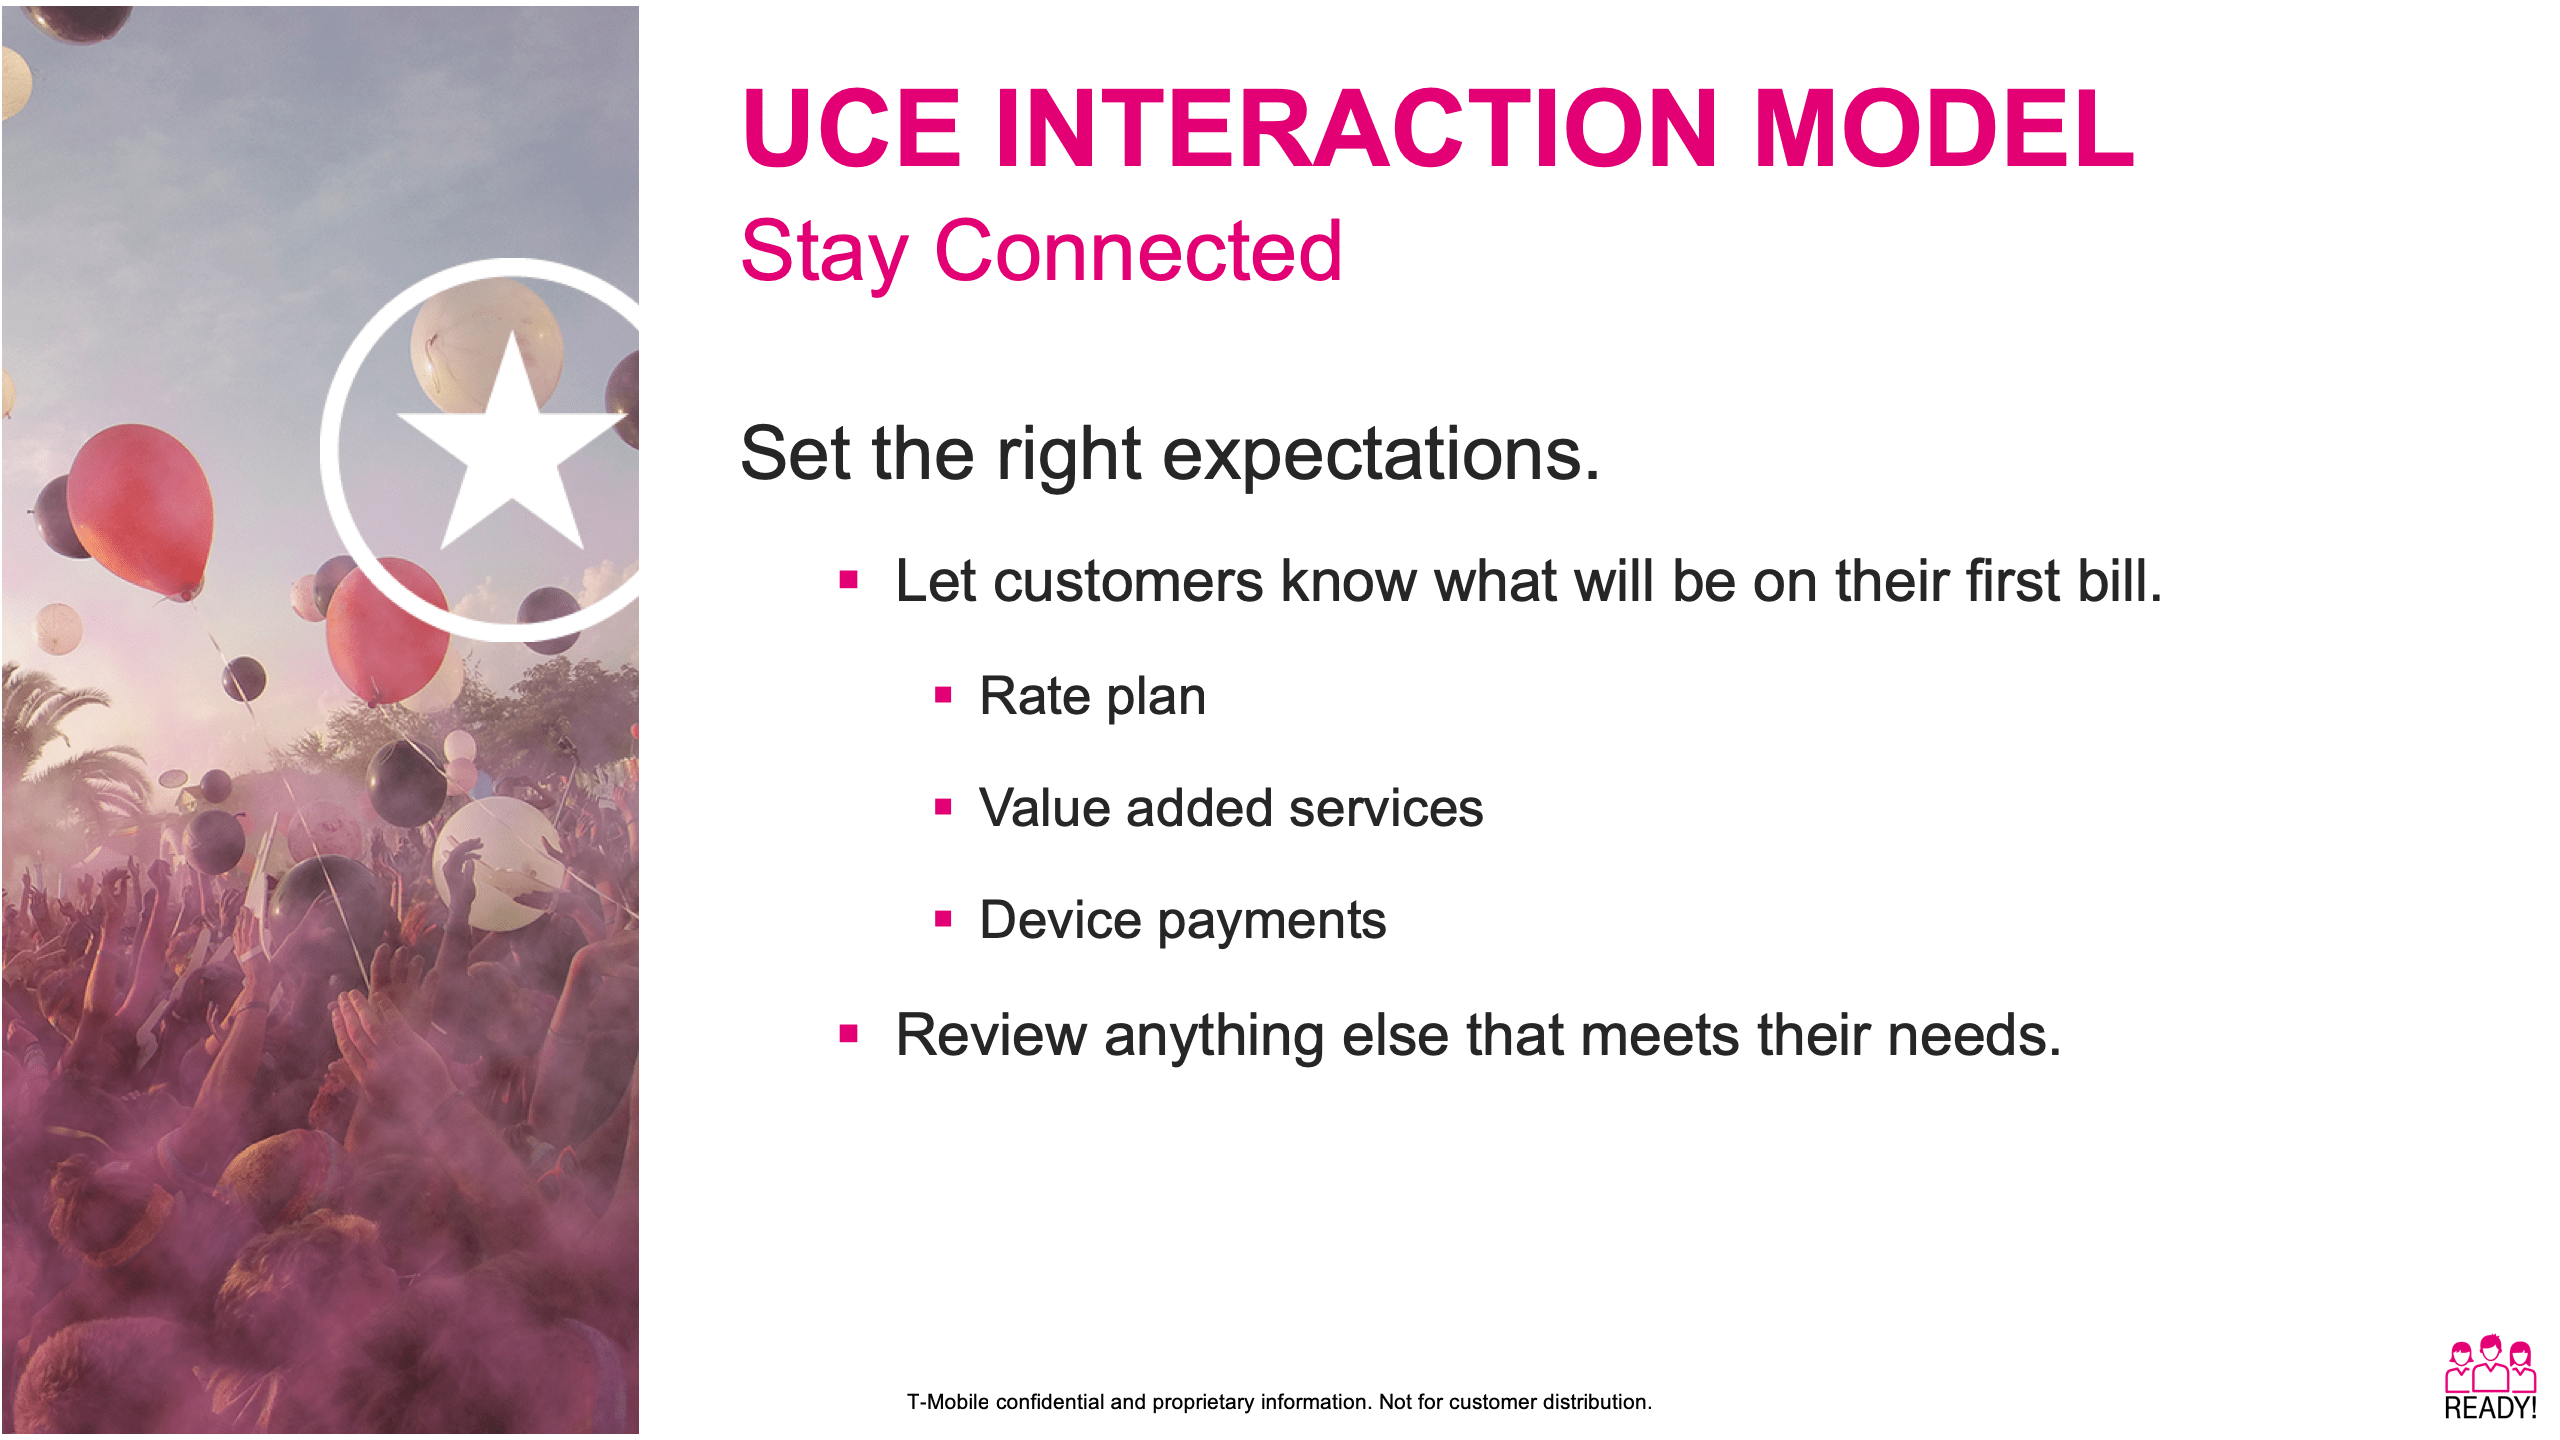 UCE INTERACTION MODEL
Stay Connected
Set the right expectations.
Let customers know what will be on their first bill.
Rate plan
Value added services
Device payments
Review anything else that meets their needs.
T-Mobile confidential and proprietary information. Not for customer distribution.
READY!